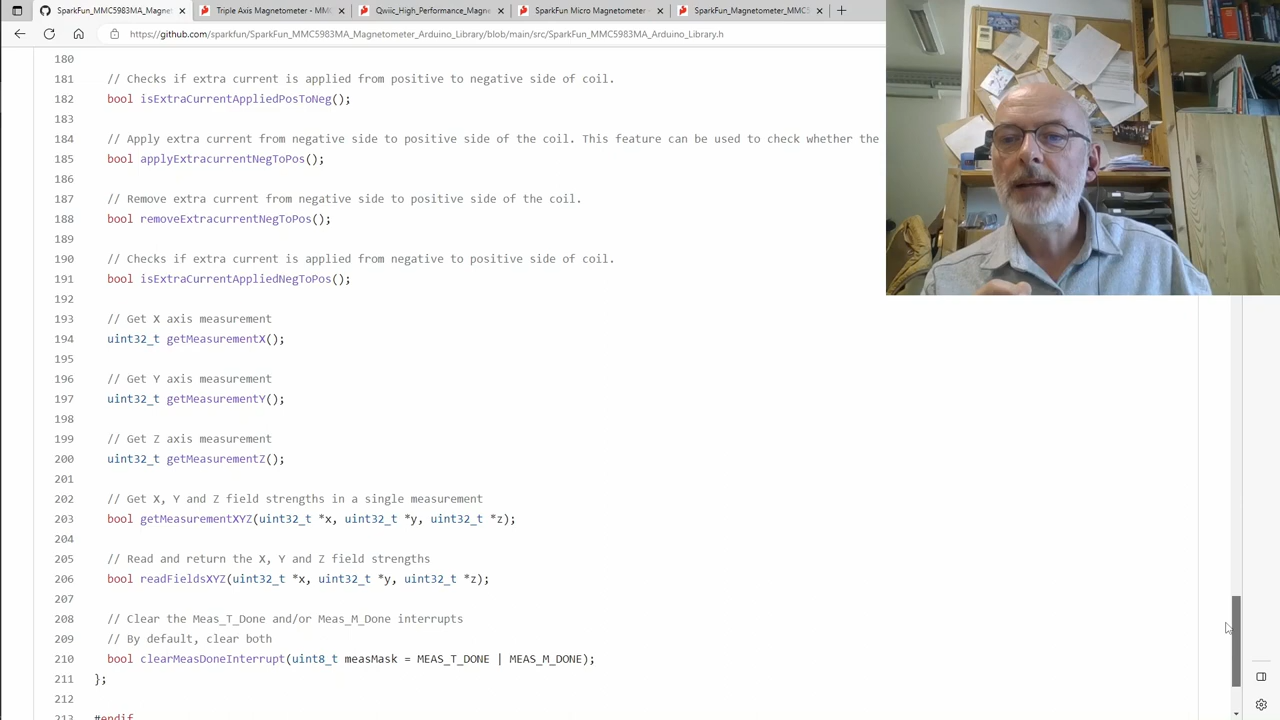 SparkFun_MMC5983MA_Magnet
Triple Axis Magnetometer - MMC
Qwiic_High_Performance_Magne
SparkFun Micro Magnetometer -
SparkFun_Magnetometer_MMC5
https://github.com/sparkfun/SparkFun_MMC5983MA_Magnetometer_Arduino_Library/blob/main/src/SparkFun_MMC5983MA_Arduino_Library.h
180
181 // Checks if extra current is applied from positive to negative side of coil.
182 bool isExtraCurrentAppliedPosToNeg();
183
184 // Apply extra current from negative side to positive side of the coil. This feature can be used to check whether the
185 bool applyExtracurrentNegToPos();
186
187 // Remove extra current from negative side to positive side of the coil.
188 bool removeExtracurrentNegToPos();
189
190 // Checks if extra current is applied from negative to positive side of coil.
191 bool isExtraCurrentAppliedNegToPos();
192
193 // Get X axis measurement
194 uint32_t getMeasurementX();
195
196 // Get Y axis measurement
197 uint32_t getMeasurementY();
198
199 // Get Z axis measurement
200 uint32_t getMeasurementZ();
201
202 // Get X, Y and Z field strengths in a single measurement
203 bool getMeasurementXYZ(uint32_t *x, uint32_t *y, uint32_t *z);
204
205 // Read and return the X, Y and Z field strengths
206 bool readFieldsXYZ(uint32_t *x, uint32_t *y, uint32_t *z);
207
208 // Clear the Meas_T_Done and/or Meas_M_Done interrupts
209 // By default, clear both
210 bool clearMeasDoneInterrupt(uint8_t measMask = MEAS_T_DONE | MEAS_M_DONE);
211 };
212
213 #endif